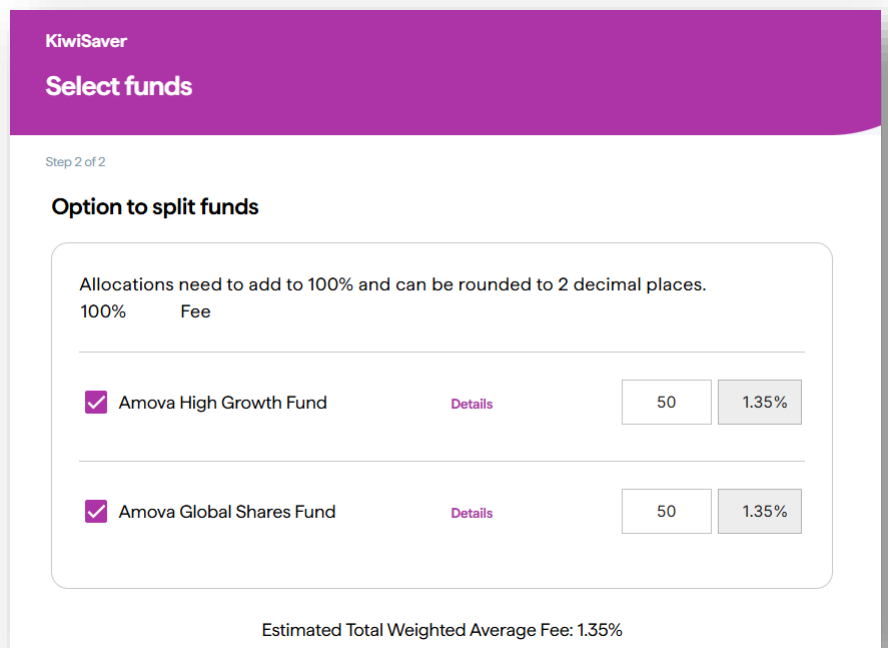 KiwiSaver
Select funds
Step 2 of 2
Option to split funds
Allocations need to add to 100% and can be rounded to 2 decimal places.
100% Fee
Amova High Growth Fund Details 50 1.35%
Amova Global Shares Fund Details 50 1.35%
Estimated Total Weighted Average Fee: 1.35%